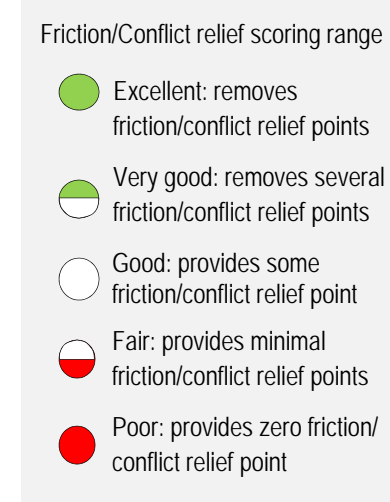 Friction/Conflict relief scoring range
Excellent: removes
friction/conflict relief points
Very good: removes several
friction/conflict relief points
Good: provides some
friction/conflict relief point
Fair: provides minimal
friction/conflict relief points
Poor: provides zero friction/
conflict relief point